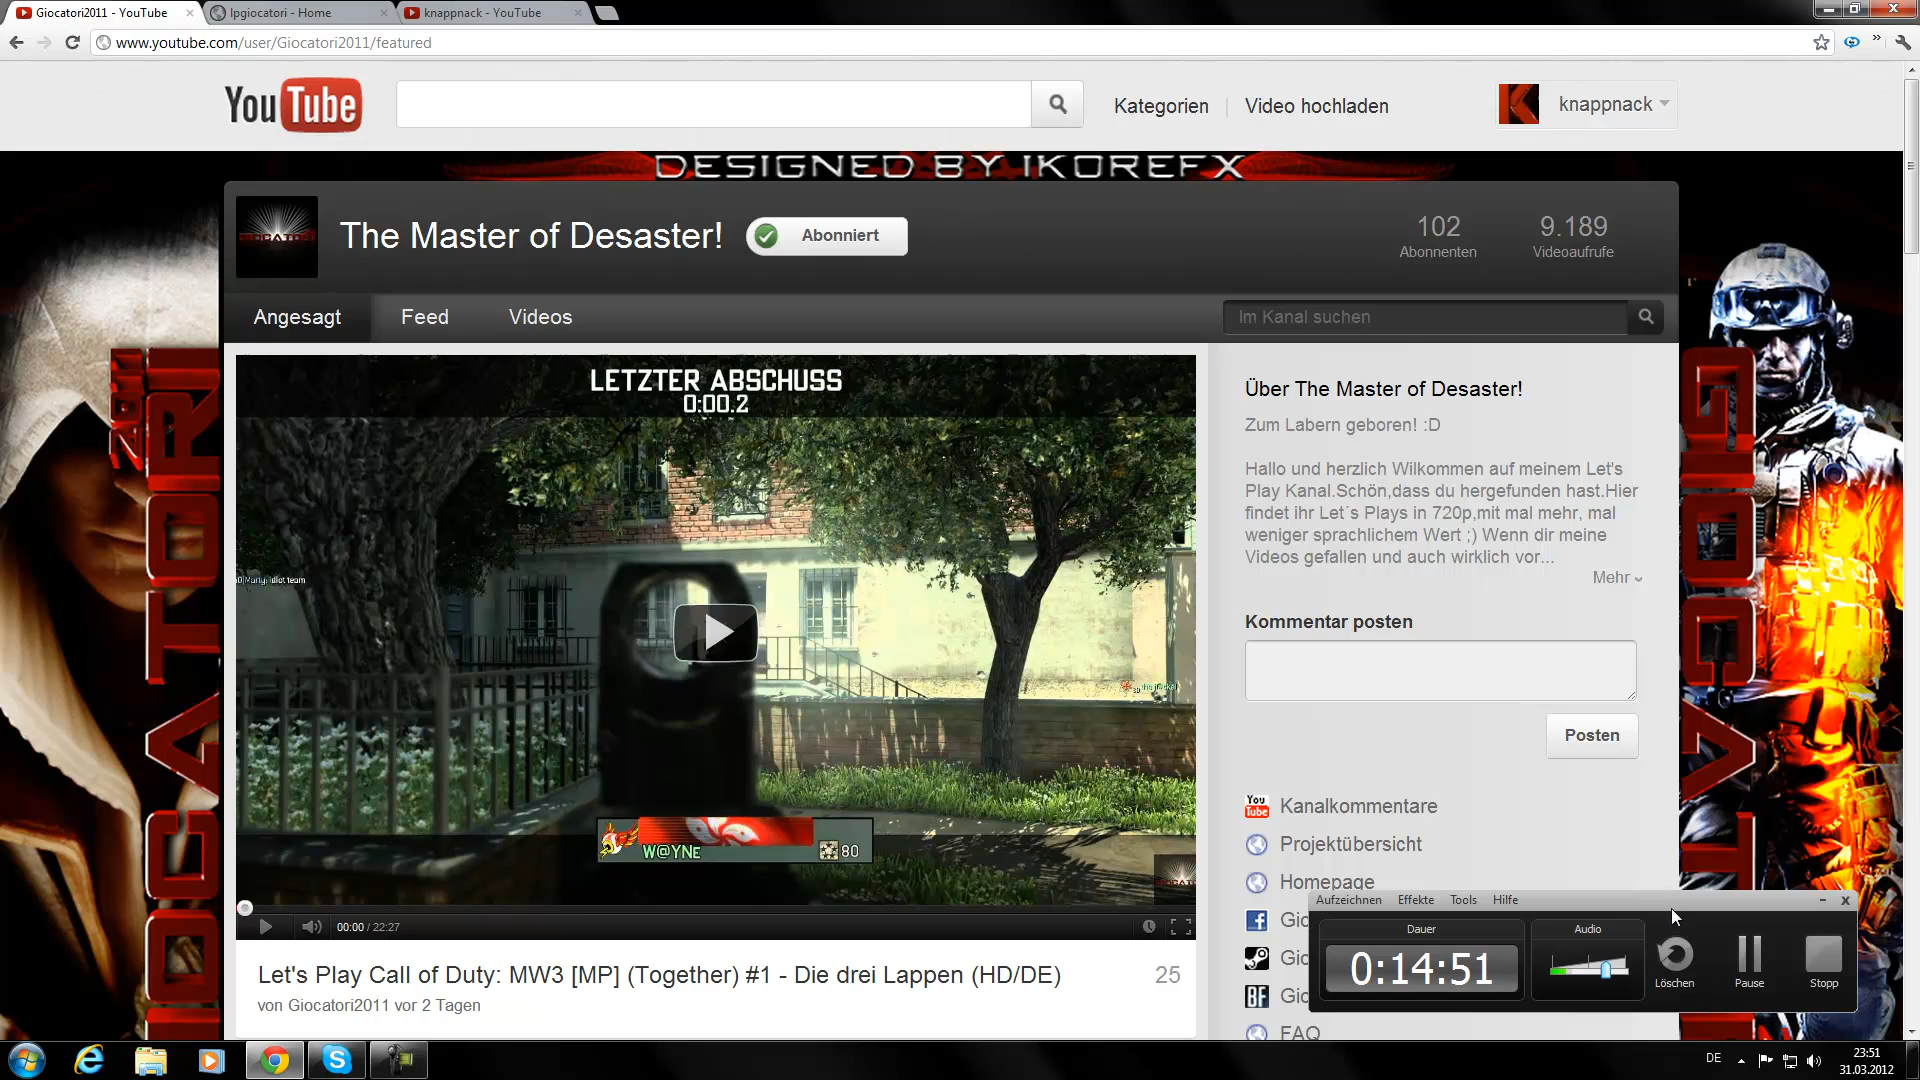 Giocatori2011 - YouTube
lpgiocatori - Home
knappnack - YouTube
www.youtube.com/user/Giocatori2011/featured
YouTube
Kategorien
Video hochladen
knappnack
DESIGNED BY IKOREFX
The Master of Desaster!
Abonniert
102
Abonnenten
9.189
Videoaufrufe
Angesagt
Feed
Videos
Im Kanal suchen
LETZTER ABSCHUSS
0:00.2
W@YNe
80
00:00 / 22:27
Let's Play Call of Duty: MW3 [MP] (Together) #1 - Die drei Lappen (HD/DE)
25
von Giocatori2011 vor 2 Tagen
Über The Master of Desaster!
Zum Labern geboren! :D
Hallo und herzlich Wilkommen auf meinem Let's
Play Kanal.Schön,dass du hergefunden hast.Hier
findet ihr Let´s Plays in 720p,mit mal mehr, mal
weniger sprachlichem Wert ;) Wenn dir meine
Videos gefallen und auch wirklich vor...
Mehr
Kommentar posten
Posten
You Tube
Kanalkommentare
Projektübersicht
Homepage
Gio
Gio
BF
Gio
FAQ
Aufzeichnen
Effekte
Tools
Hilfe
Dauer
0:14:51
Audio
Löschen
Pause
Stopp
DE
23:51
31.03.2012